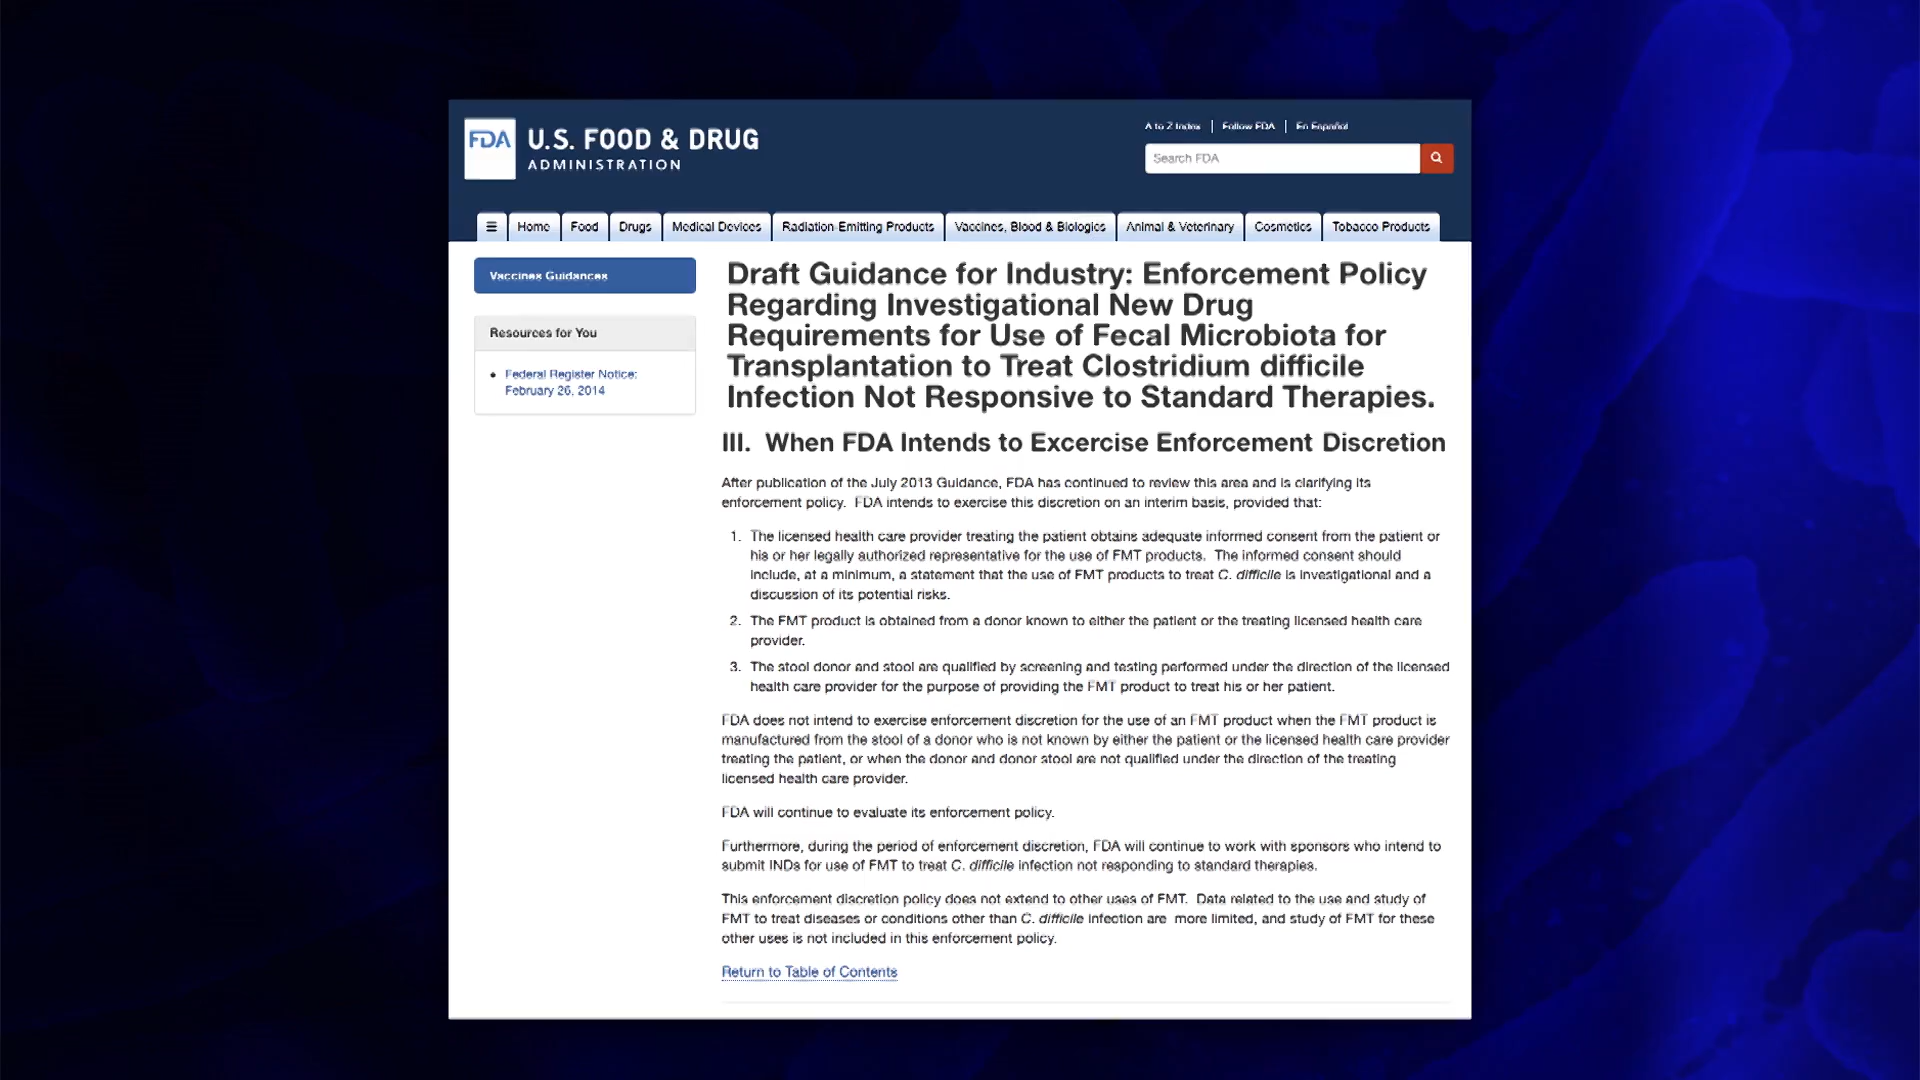 FDA
U.S. FOOD & DRUG
ADMINISTRATION
A to Z Index | Follow FDA | En Español
Search FDA
☰ Home Food Drugs Medical Devices Radiation-Emitting Products Vaccines, Blood & Biologics Animal & Veterinary Cosmetics Tobacco Products
Vaccines Guidances
Resources for You
• Federal Register Notice:
February 26, 2014
Draft Guidance for Industry: Enforcement Policy
Regarding Investigational New Drug
Requirements for Use of Fecal Microbiota for
Transplantation to Treat Clostridium difficile
Infection Not Responsive to Standard Therapies.
III. When FDA Intends to Excercise Enforcement Discretion
After publication of the July 2013 Guidance, FDA has continued to review this area and is clarifying its
enforcement policy. FDA intends to exercise this discretion on an interim basis, provided that:
1. The licensed health care provider treating the patient obtains adequate informed consent from the patient or
his or her legally authorized representative for the use of FMT products. The informed consent should
include, at a minimum, a statement that the use of FMT products to treat C. difficile is investigational and a
discussion of its potential risks.
2. The FMT product is obtained from a donor known to either the patient or the treating licensed health care
provider.
3. The stool donor and stool are qualified by screening and testing performed under the direction of the licensed
health care provider for the purpose of providing the FMT product to treat his or her patient.
FDA does not intend to exercise enforcement discretion for the use of an FMT product when the FMT product is
manufactured from the stool of a donor who is not known by either the patient or the licensed health care provider
treating the patient, or when the donor and donor stool are not qualified under the direction of the treating
licensed health care provider.
FDA will continue to evaluate its enforcement policy.
Furthermore, during the period of enforcement discretion, FDA will continue to work with sponsors who intend to
submit INDs for use of FMT to treat C. difficile infection not responding to standard therapies.
This enforcement discretion policy does not extend to other uses of FMT. Data related to the use and study of
FMT to treat diseases or conditions other than C. difficile infection are more limited, and study of FMT for these
other uses is not included in this enforcement policy.
Return to Table of Contents